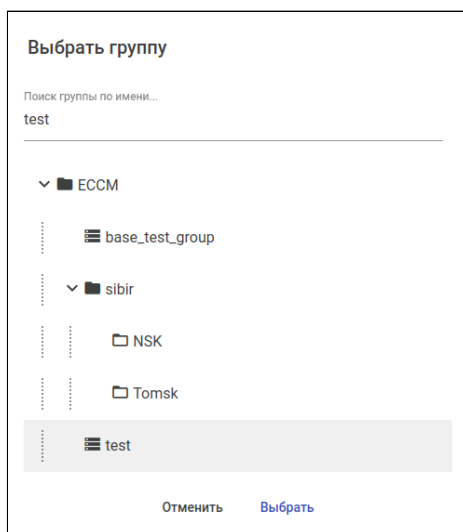 Выбрать группу
Поиск группы по имени...
test
ECCM
base_test_group
sibir
NSK
Tomsk
test
Отменить Выбрать